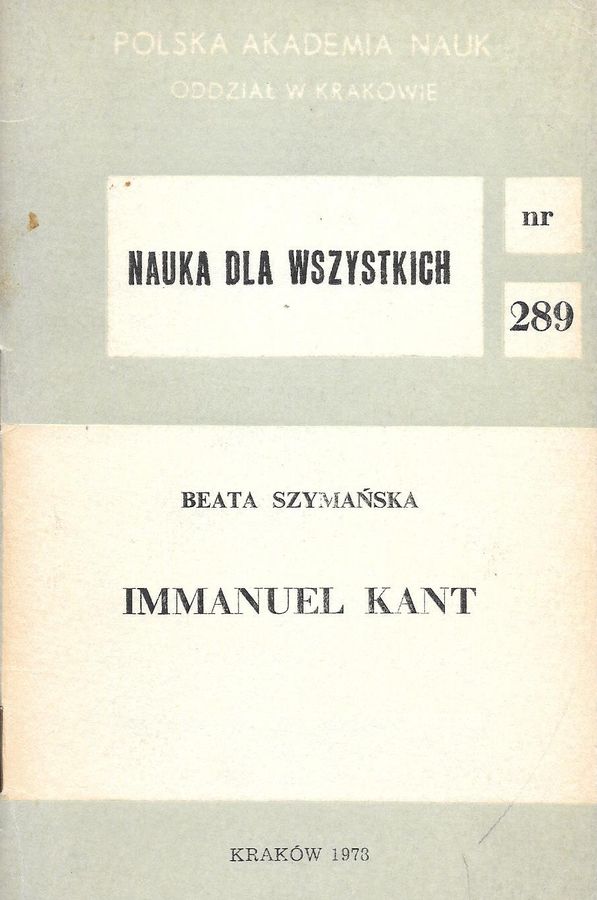 POLSKA AKADEMIA NAUK
ODDZIAŁ W KRAKOWIE
NAUKA DLA WSZYSTKICH
nr
289
BEATA SZYMAŃSKA
IMMANUEL KANT
KRAKÓW 1973